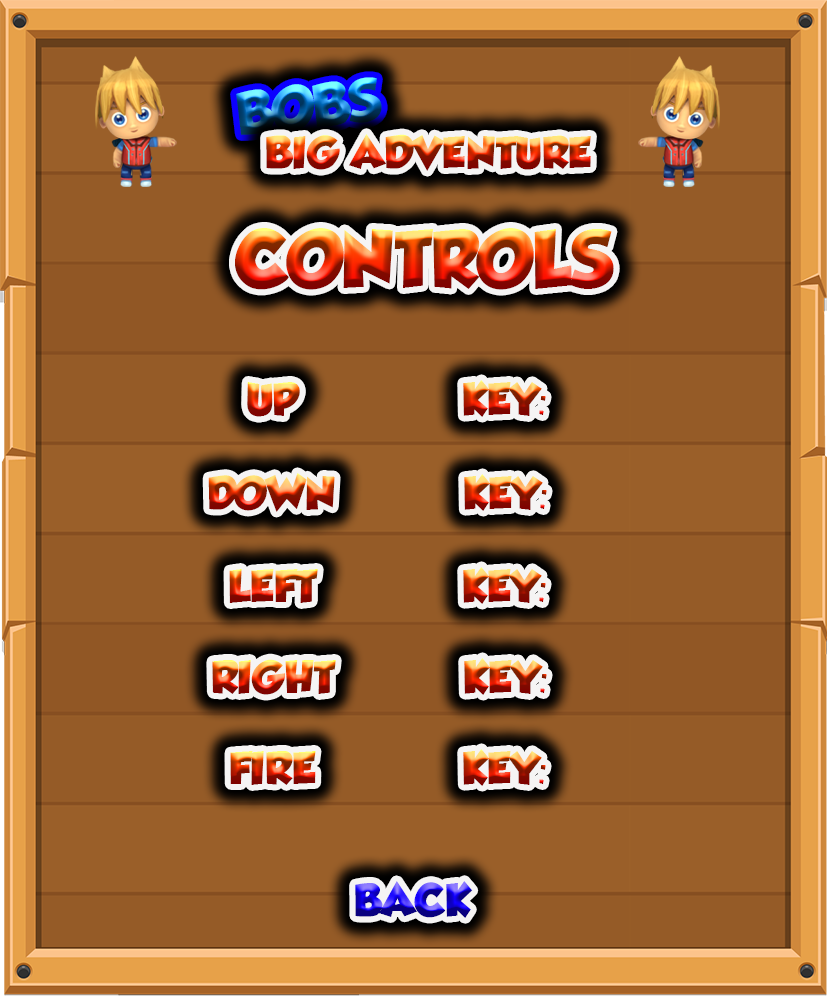 BOBS
BIG ADVENTURE
CONTROLS
UP KEY:
DOWN KEY:
LEFT KEY:
RIGHT KEY:
FIRE KEY:
BACK